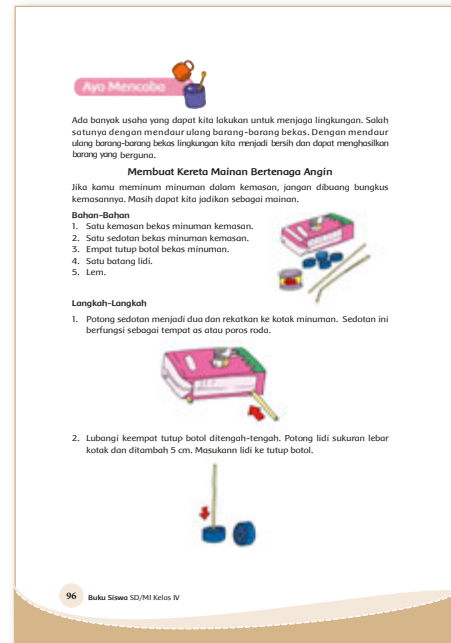 Ayo Mencoba
Ada banyak usaha yang dapat kita lakukan untuk menjaga lingkungan. Salah
satunya dengan mendaur ulang barang-barang bekas. Dengan mendaur
ulang barang-barang bekas lingkungan kita menjadi bersih dan dapat menghasilkan
barang yang berguna.
Membuat Kereta Mainan Bertenaga Angin
Jika kamu meminum minuman dalam kemasan, jangan dibuang bungkus
kemasannya. Masih dapat kita jadikan sebagai mainan.
Bahan-Bahan
1. Satu kemasan bekas minuman kemasan.
2. Satu sedotan bekas minuman kemasan.
3. Empat tutup botol bekas minuman.
4. Satu batang lidi.
5. Lem.
Langkah-Langkah
1. Potong sedotan menjadi dua dan rekatkan ke kotak minuman. Sedotan ini
berfungsi sebagai tempat as atau poros roda.
2. Lubangi keempat tutup botol ditengah-tengah. Potong lidi sukuran lebar
kotak dan ditambah 5 cm. Masukann lidi ke tutup botol.
96 Buku Siswa SD/MI Kelas IV